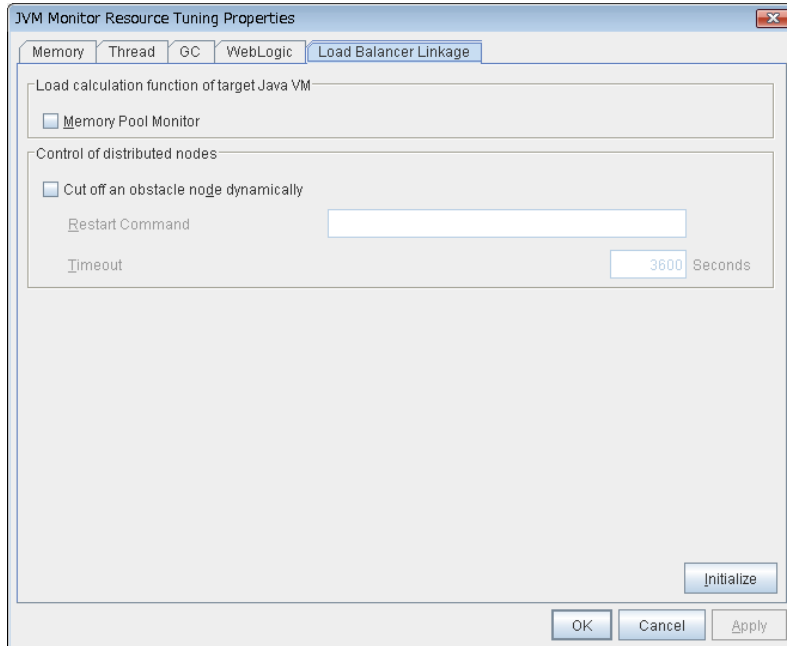 JVM Monitor Resource Tuning Properties
Memory Thread GC WebLogic Load Balancer Linkage
Load calculation function of target Java VM
Memory Pool Monitor
Control of distributed nodes
Cut off an obstacle node dynamically
Restart Command
Timeout 3600 Seconds
Initialize
OK Cancel Apply